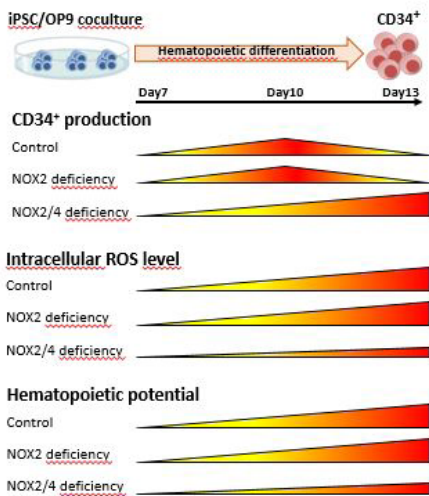 iPSC/OP9 coculture
CD34+
Hematopoietic differentiation
Day7 Day10 Day13
CD34+ production
Control
NOX2 deficiency
NOX2/4 deficiency
Intracellular ROS level
Control
NOX2 deficiency
NOX2/4 deficiency
Hematopoietic potential
Control
NOX2 deficiency
NOX2/4 deficiency